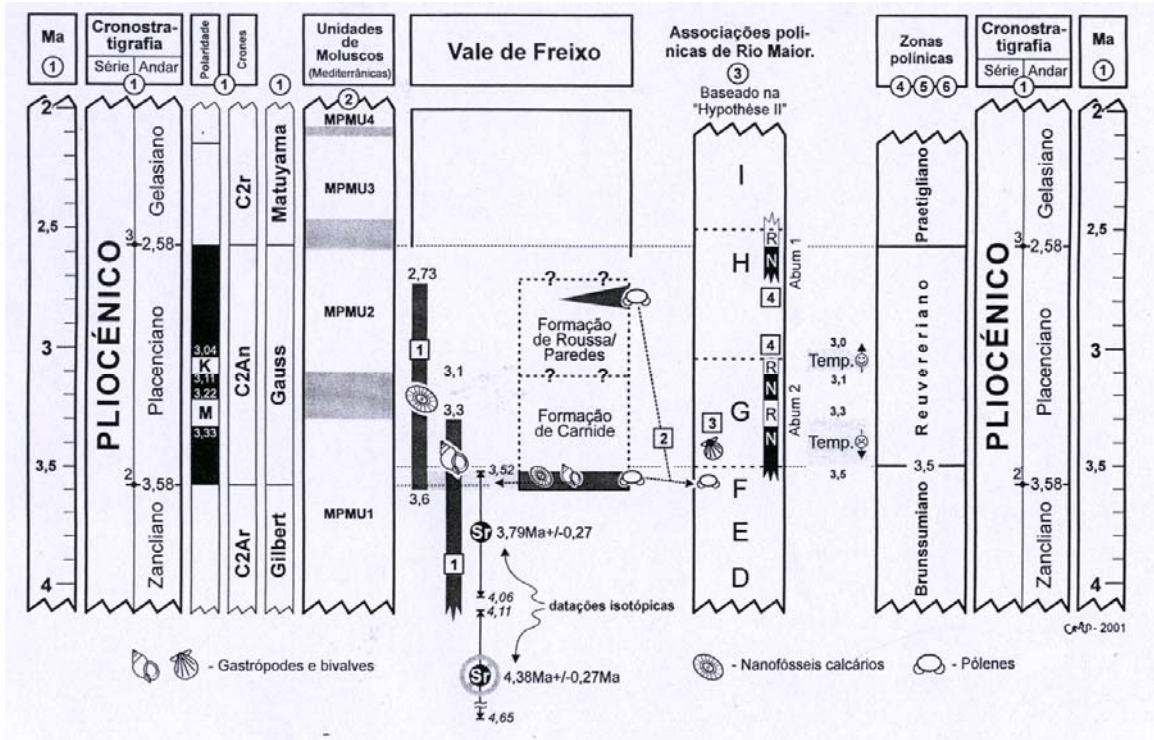 Ma
1
Cronostra-
tigrafia
1
Série
Andar
Polaridade
1
Crones
1
Unidades
de
Moluscos
(Mediterrânicas)
2
Vale de Freixo
Associações polí-
nicas de Rio Maior.
3
Baseado na
"Hypothêse II"
Zonas
polínicas
4 5 6
Cronostra-
tigrafia
Série
1
Andar
Ma
1
2
2,5
3
3,5
4
PLIOCÉNICO
Gelasiano
3
2,58
Placenciano
2
3,58
Zancliano
3,04
K
3,11
3,22
M
3,33
C2r
C2An
C2Ar
Matuyama
Gauss
Gilbert
MPMU4
MPMU3
MPMU2
MPMU1
2,73
1
3,1
3,3
3,6
1
3,52
Sr 3,79Ma+/-0,27
4,06
4,11
datações isotópicas
Sr 4,38Ma+/-0,27Ma
4,65
? ?
Formação
de Roussa/
Paredes
? ?
Formação
de Carnide
2
I
H
G
F
E
D
3
R
N
4
4
R
N
R
N
Abum 1
Abum 2
3,0
Temp.
3,1
3,3
Temp.
3,5
Praetigliano
Reuveriano
3,5
Brunssumiano
PLIOCÉNICO
Gelasiano
3
2,58
Placenciano
2
3,58
Zancliano
2
2,5
3
3,5
4
- 2001
- Gastrópodes e bivalves
- Nanofósseis calcários
- Pólenes